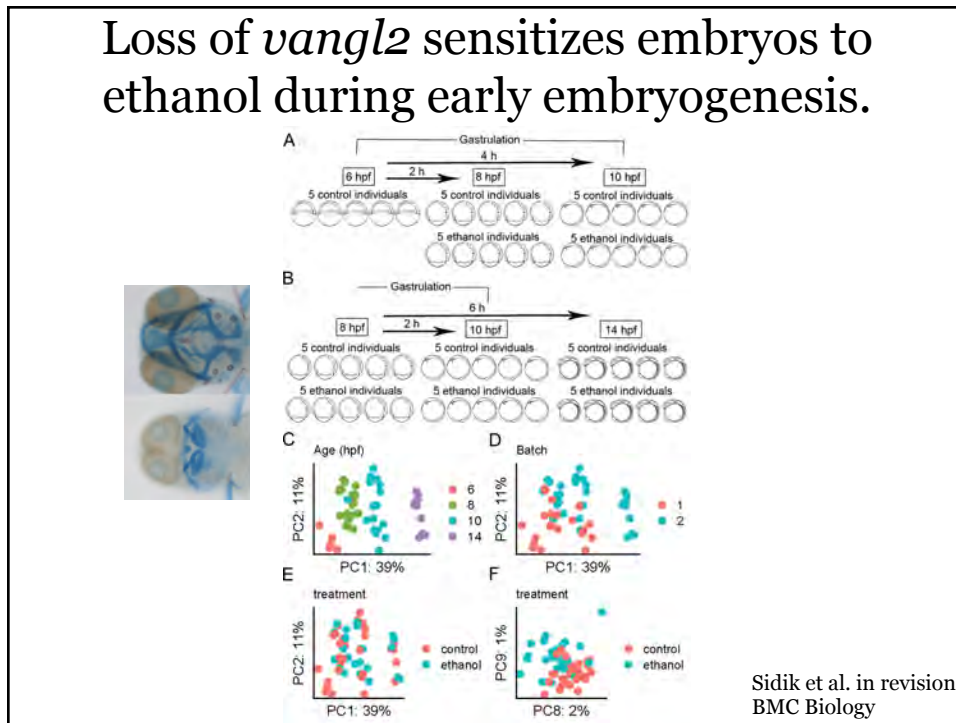 Loss of vangl2 sensitizes embryos to
ethanol during early embryogenesis.
A
Gastrulation
4 h
2 h
6 hpf
8 hpf
10 hpf
5 control individuals
5 control individuals
5 control individuals
5 ethanol individuals
5 ethanol individuals
B
Gastrulation
6 h
2 h
8 hpf
10 hpf
14 hpf
5 control individuals
5 control individuals
5 control individuals
5 ethanol individuals
5 ethanol individuals
5 ethanol individuals
C
Age (hpf)
PC2: 11%
PC1: 39%
6
8
10
14
D
Batch
PC2: 11%
PC1: 39%
1
2
E
treatment
PC2: 11%
PC1: 39%
control
ethanol
F
treatment
PC9: 1%
PC8: 2%
control
ethanol
Sidik et al. in revision
BMC Biology